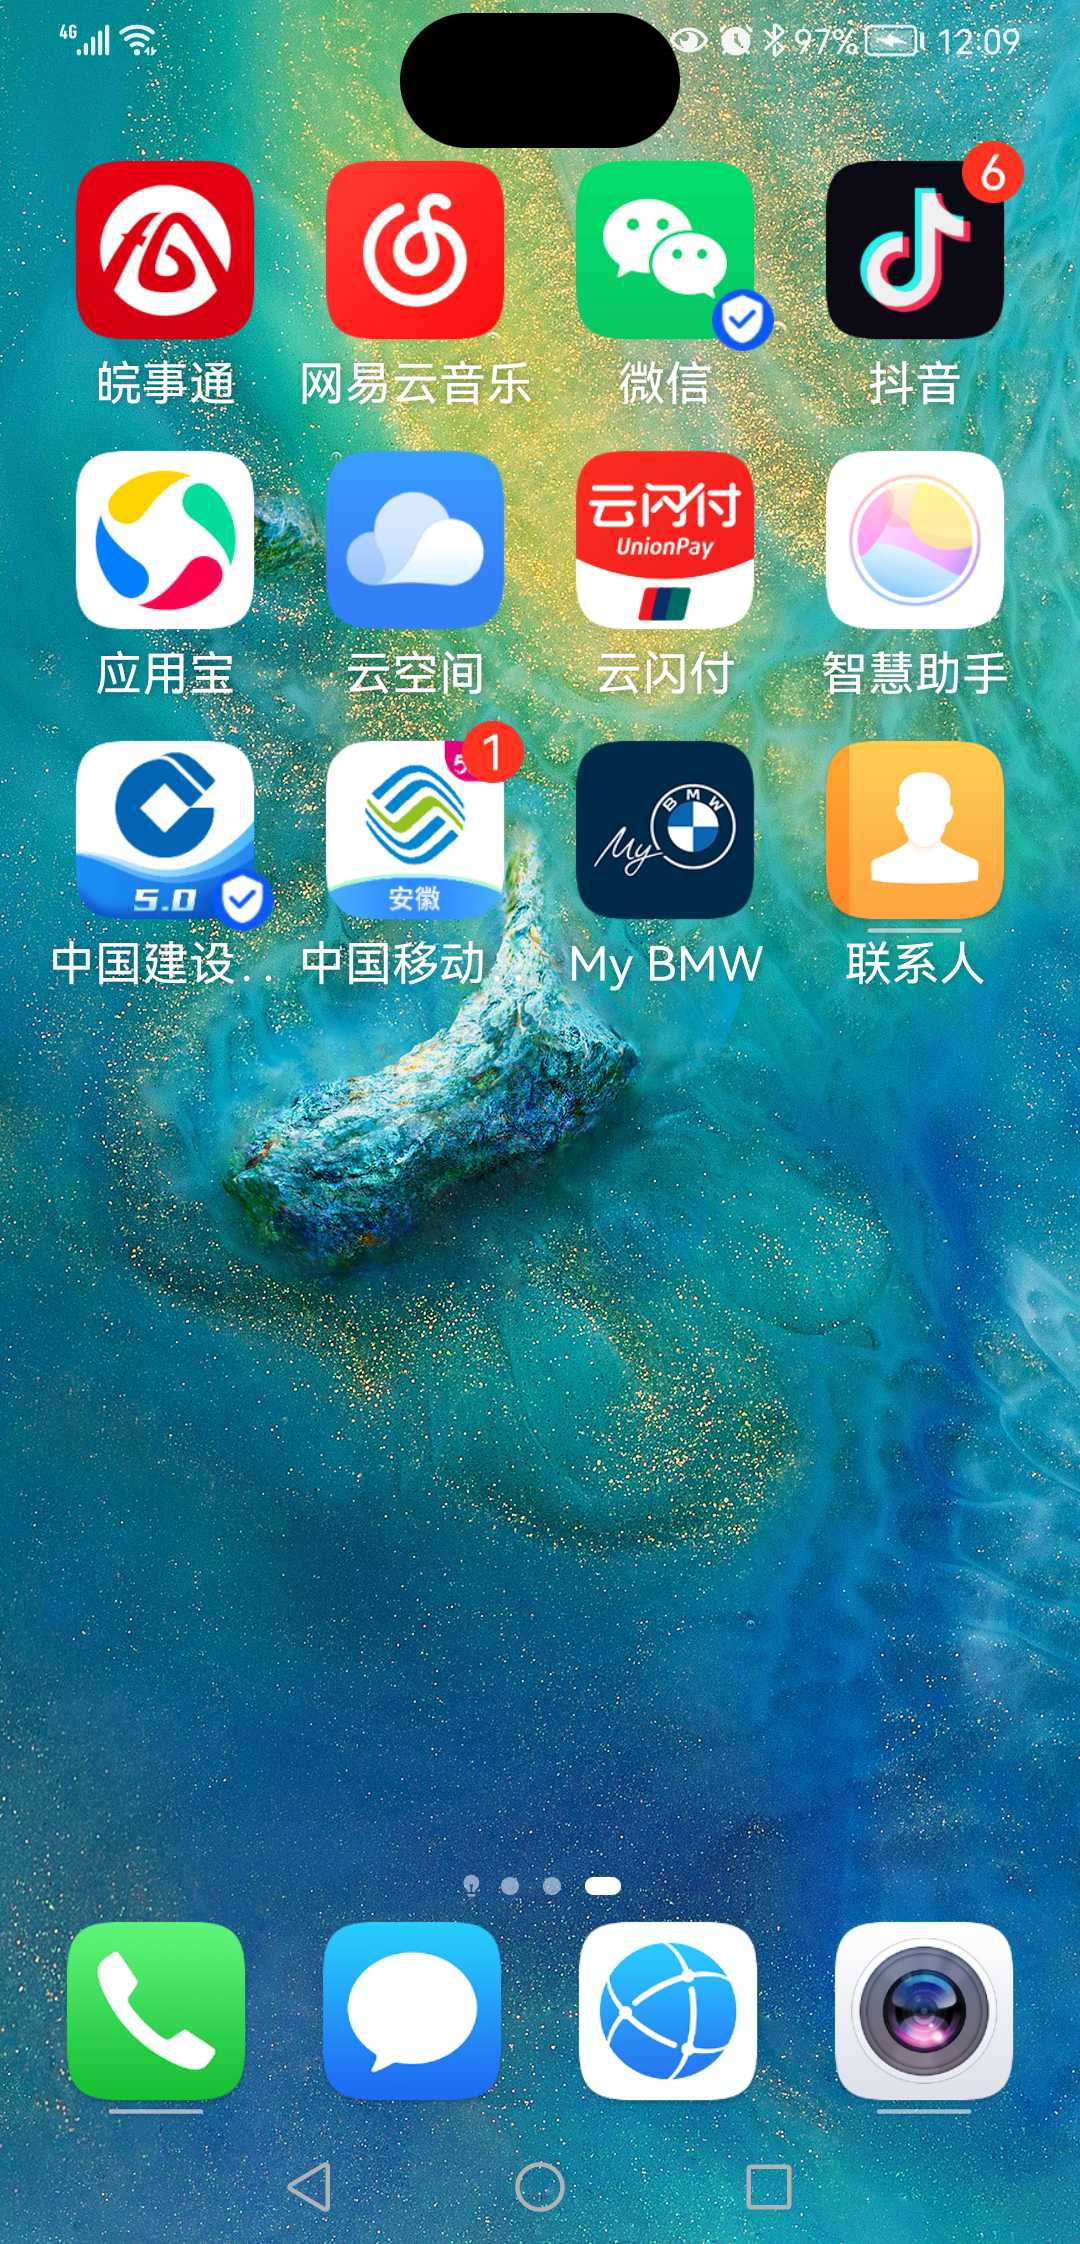 4G 97% 12:09
6
皖事通 网易云音乐 微信 抖音
云闪付
UnionPay
应用宝 云空间 云闪付 智慧助手
5 1
BMW
My
5.0 安徽
中国建设.. 中国移动 My BMW 联系人